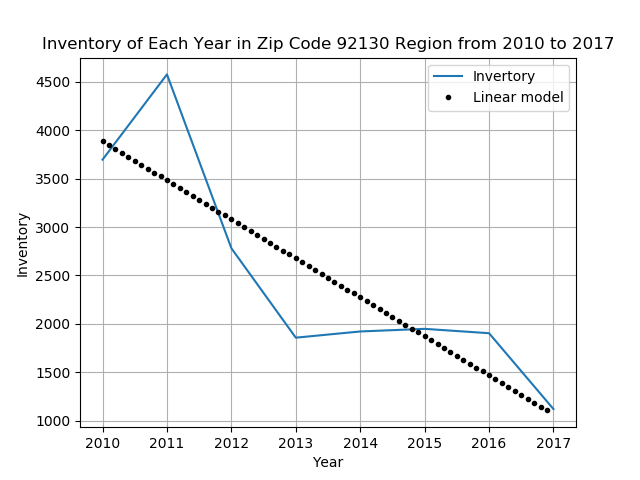 Inventory of Each Year in Zip Code 92130 Region from 2010 to 2017
Invertory
Linear model
4500
4000
3500
3000
2500
2000
1500
1000
Inventory
2010 2011 2012 2013 2014 2015 2016 2017
Year